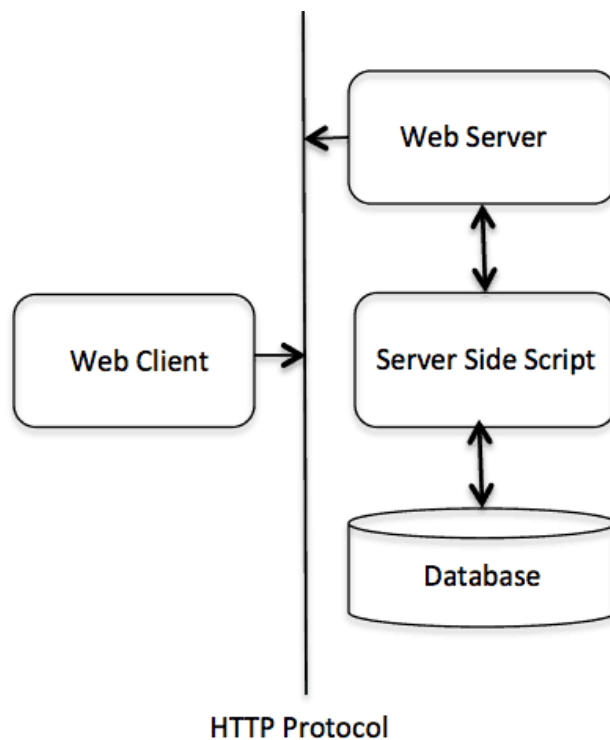 Web Server
Web Client
Server Side Script
Database
HTTP Protocol